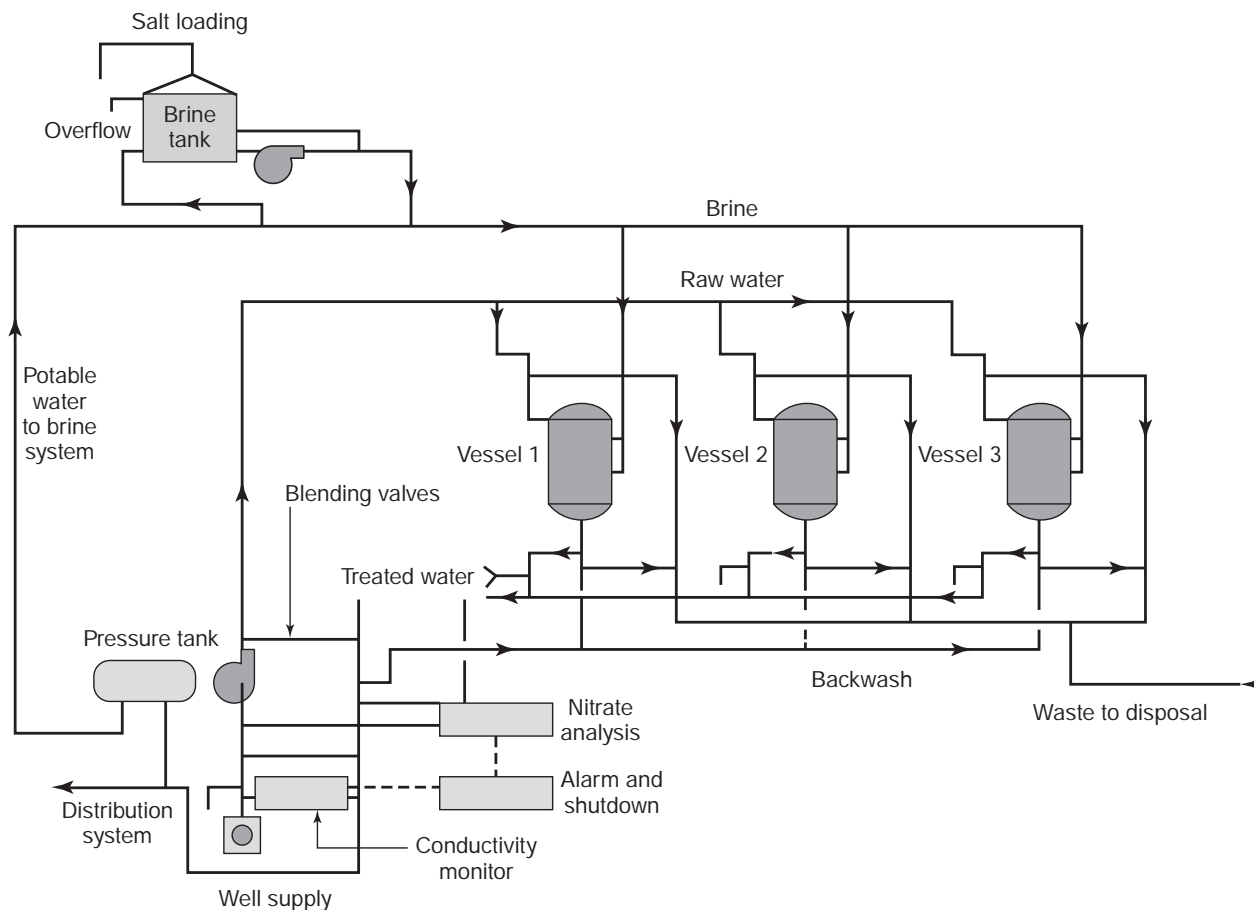 Salt loading
Overflow
Brine
tank
Brine
Raw water
Potable
water
to brine
system
Vessel 1
Vessel 2
Vessel 3
Blending valves
Treated water
Pressure tank
Backwash
Waste to disposal
Nitrate
analysis
Alarm and
shutdown
Distribution
system
Conductivity
monitor
Well supply